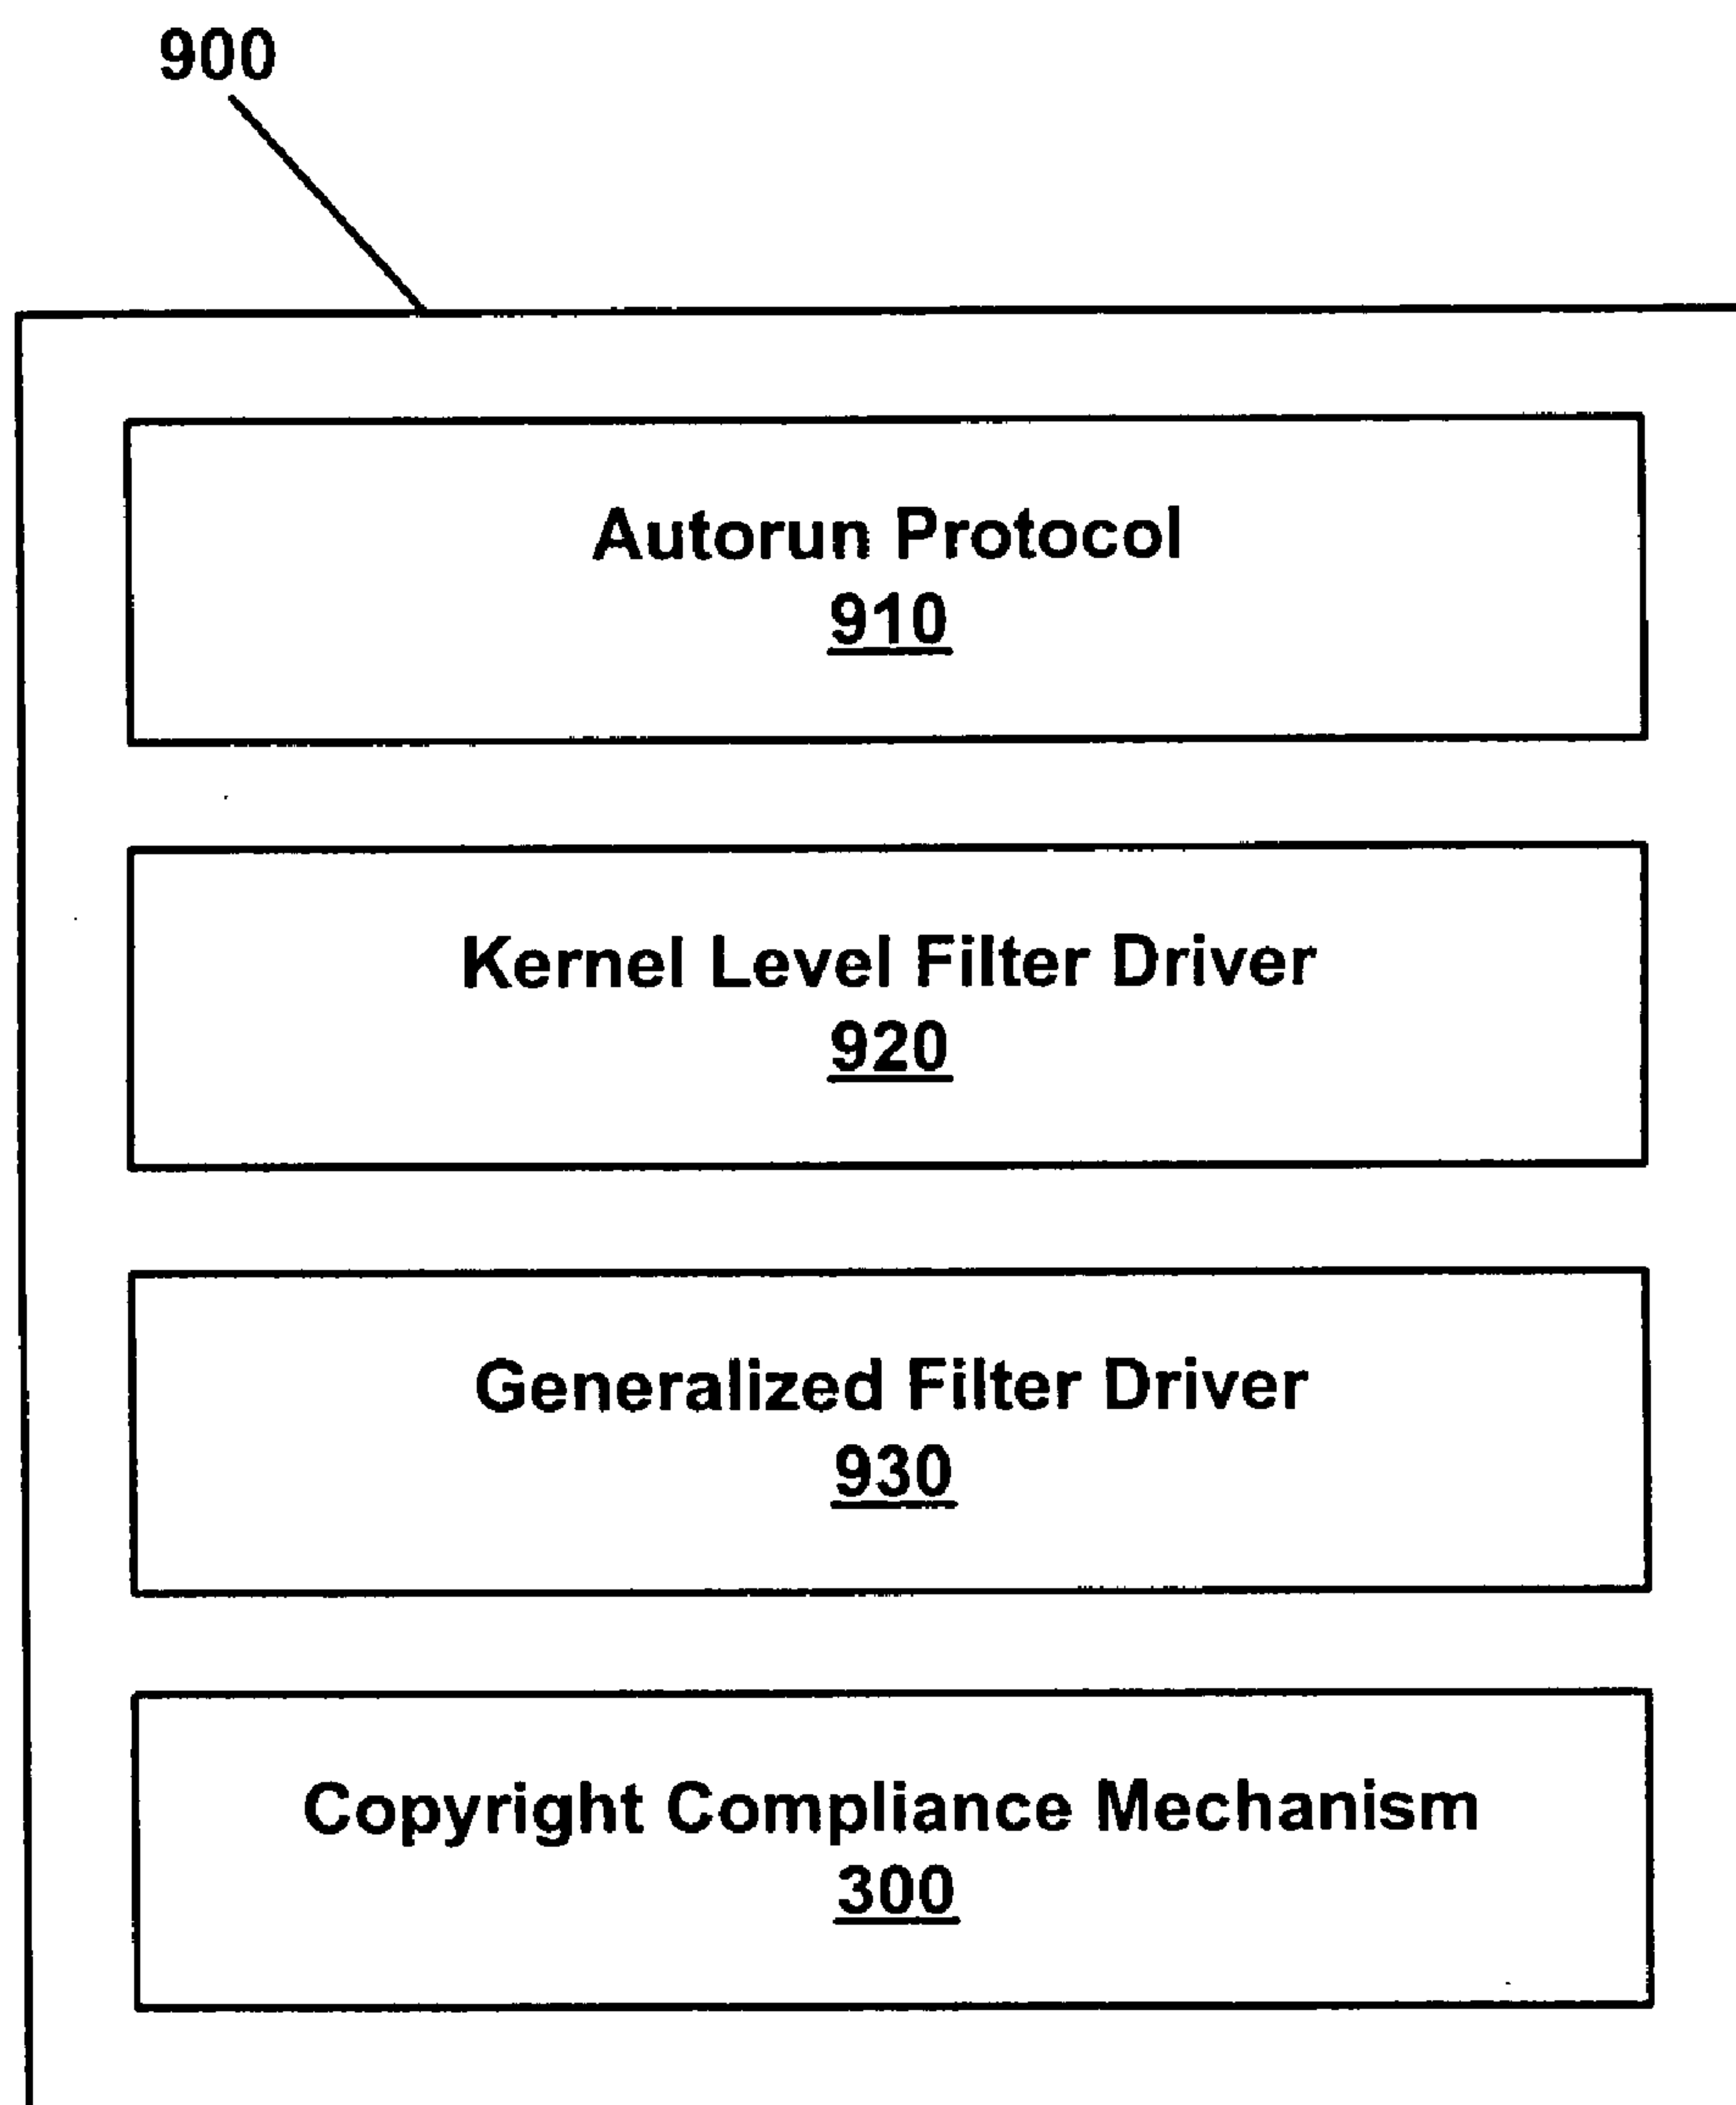 900
Autorun Protocol
910
Kernel Level Filter Driver
920
Generalized Filter Driver
930
Copyright Compliance Mechanism
300